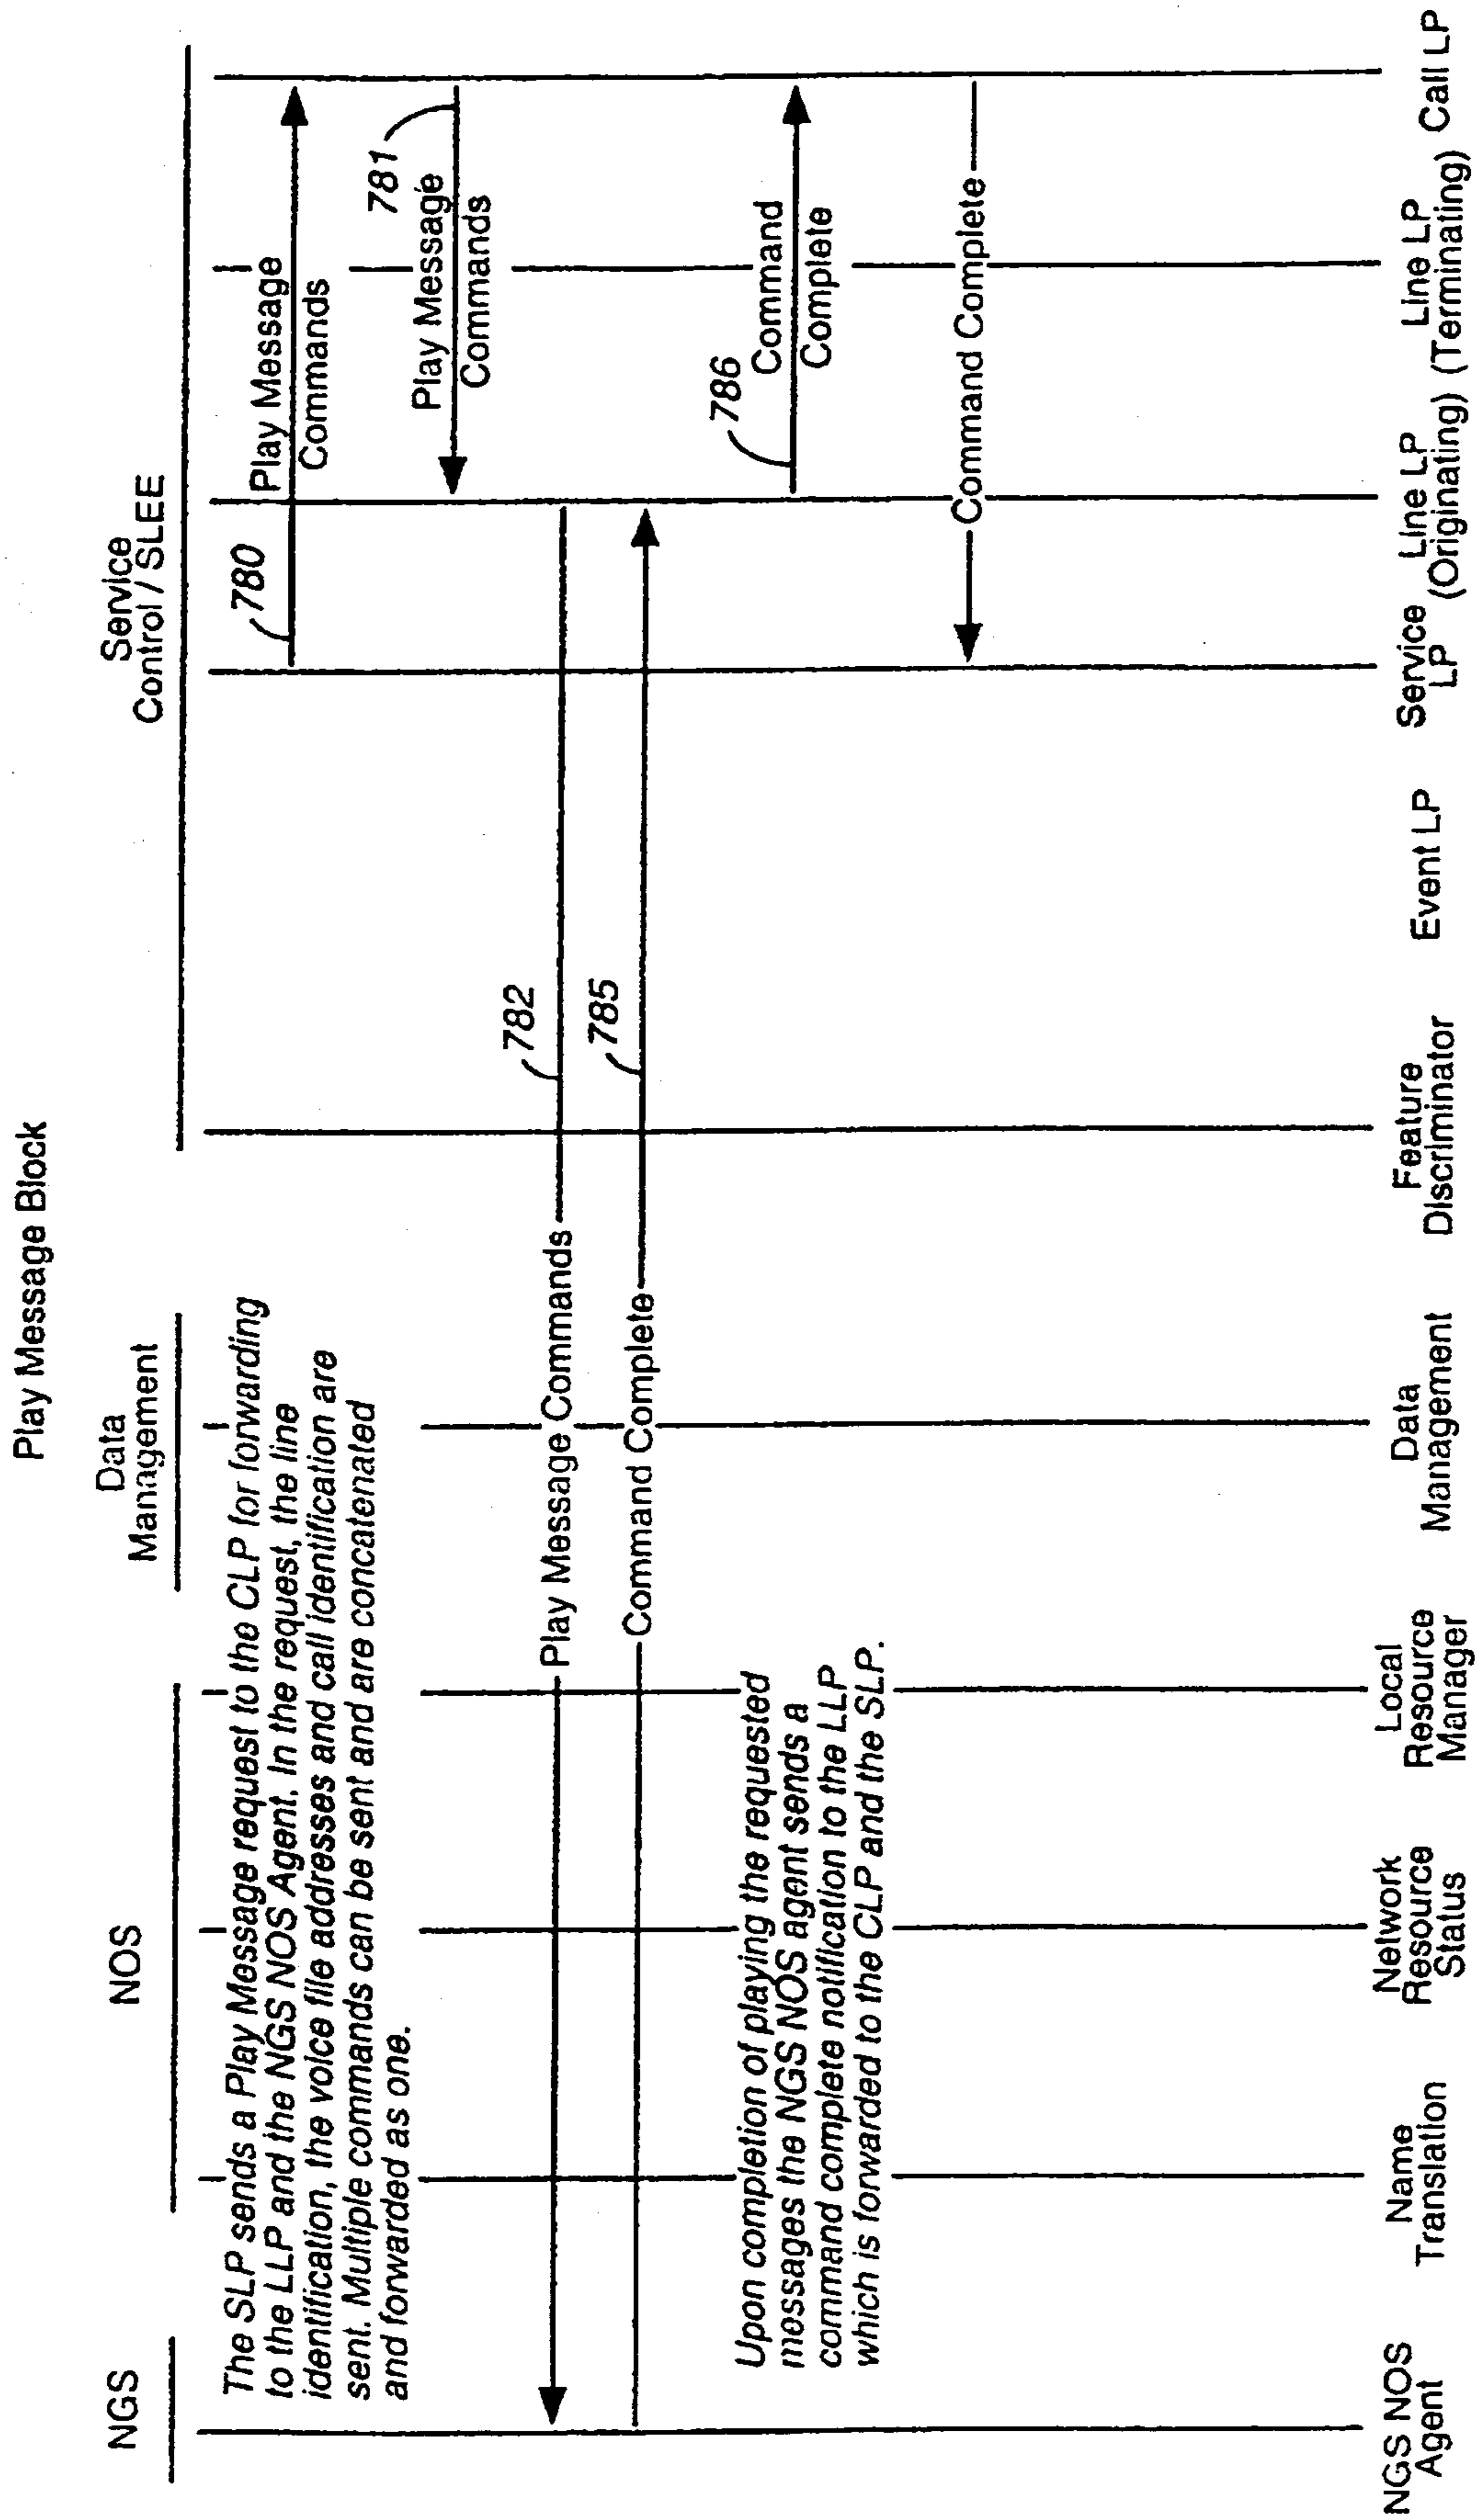 Play Message Block
NGS
NOS
Data
Management
Service
Control / SLEE
The SLP sends a Play Message request to the CLP for forwarding
to the LLP and the NGS NOS Agent. In the request, the line
identification, the voice file addresses and call identification are
sent. Multiple commands can be sent and are concatenated
and forwarded as one.
780
Play Message
Commands
781
Play Message
Commands
782
Play Message Commands
785
Command Complete
Upon completion of playing the requested
messages the NGS NOS agent sends a
command complete notification to the LLP
which is forwarded to the CLP and the SLP.
786
Command
Complete
Command Complete
NGS NOS
Agent
Name
Translation
Network
Resource
Status
Local
Resource
Manager
Data
Management
Feature
Discriminator
Event LP
Service
LP
Line LP
(Originating)
Line LP
(Terminating)
Call LP